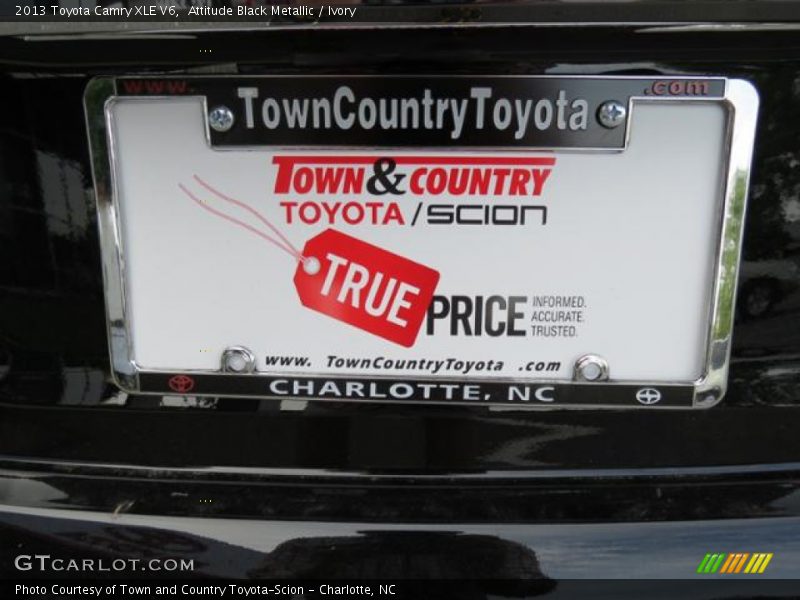 2013 Toyota Camry XLE V6, Attitude Black Metallic / Ivory
www. .com
TownCountryToyota
TOWN & COUNTRY
TOYOTA / SCION
TRUE PRICE
INFORMED.
ACCURATE.
TRUSTED.
www. TownCountryToyota .com
CHARLOTTE, NC
GTCARLOT.COM
Photo Courtesy of Town and Country Toyota-Scion - Charlotte, NC